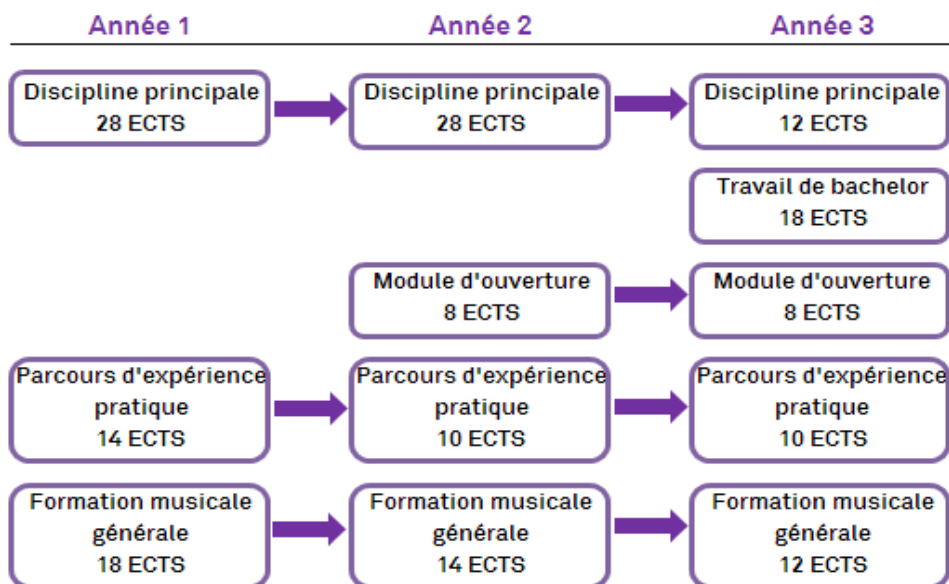 Année 1
Année 2
Année 3
Discipline principale
28 ECTS
Discipline principale
28 ECTS
Discipline principale
12 ECTS
Travail de bachelor
18 ECTS
Module d'ouverture
8 ECTS
Module d'ouverture
8 ECTS
Parcours d'expérience
pratique
14 ECTS
Parcours d'expérience
pratique
10 ECTS
Parcours d'expérience
pratique
10 ECTS
Formation musicale
générale
18 ECTS
Formation musicale
générale
14 ECTS
Formation musicale
générale
12 ECTS